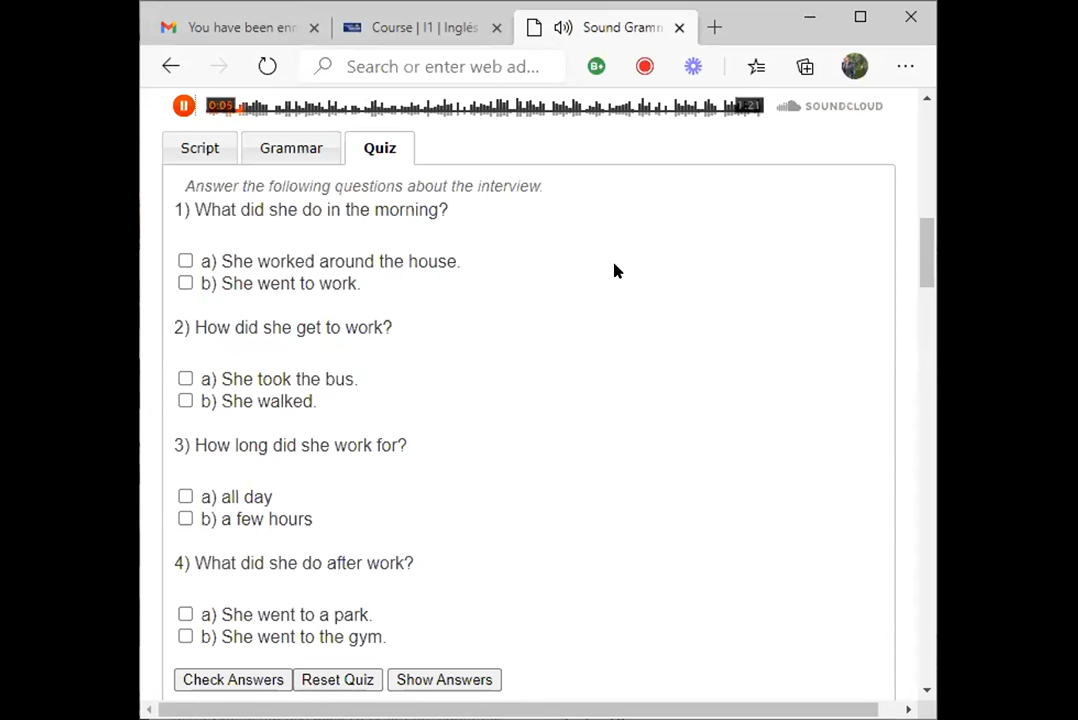 You have been enr
Course | I1 | Inglés
Sound Gramn
Search or enter web ad...
B+
0:05
1:21
SOUNDCLOUD
Script
Grammar
Quiz
Answer the following questions about the interview.
1) What did she do in the morning?
a) She worked around the house.
b) She went to work.
2) How did she get to work?
a) She took the bus.
b) She walked.
3) How long did she work for?
a) all day
b) a few hours
4) What did she do after work?
a) She went to a park.
b) She went to the gym.
Check Answers
Reset Quiz
Show Answers